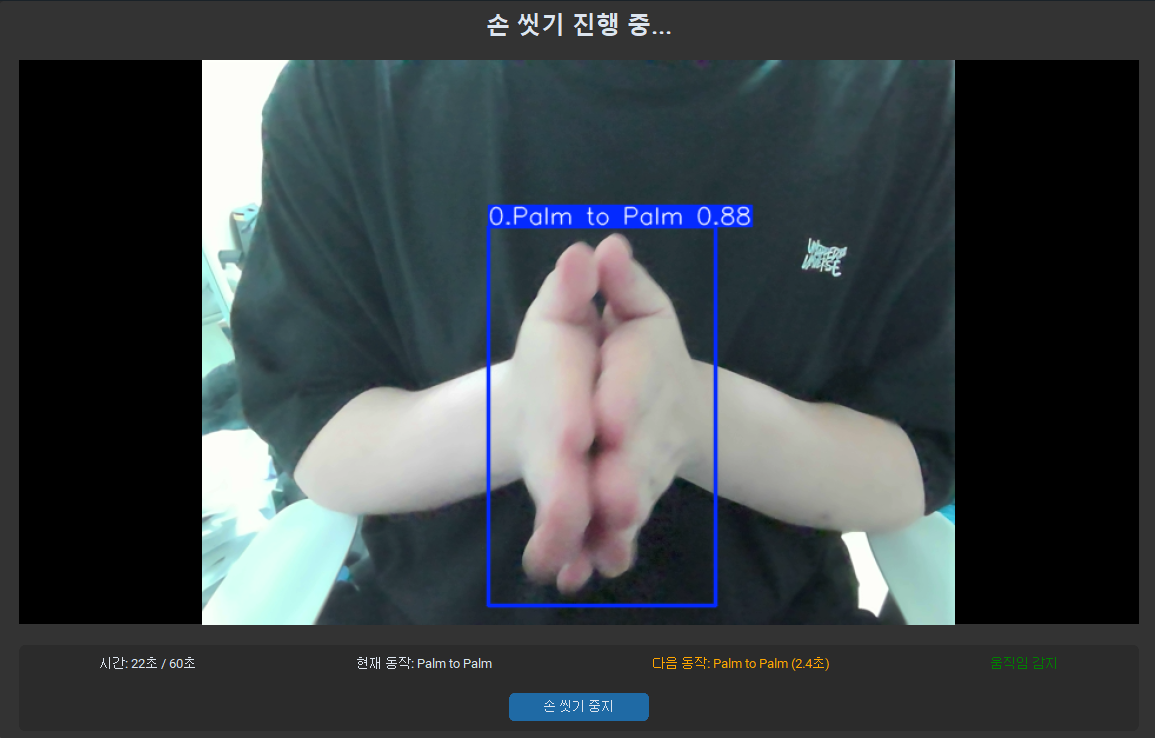 손 씻기 진행 중...
0.Palm to Palm 0.88
시간: 22초 / 60초
현재 동작: Palm to Palm
다음 동작: Palm to Palm (2.4초)
움직임 감지
손 씻기 중지